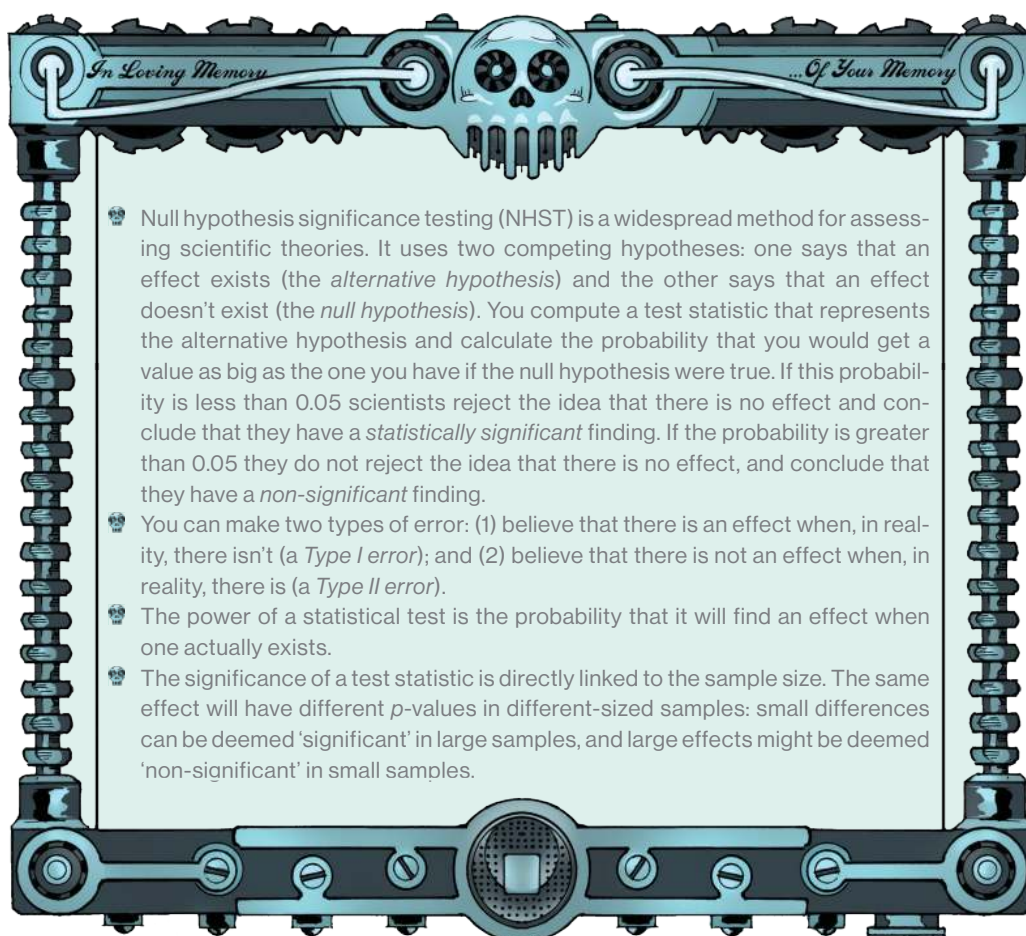 In Loving Memory
...Of Your Memory
Null hypothesis significance testing (NHST) is a widespread method for assess-
ing scientific theories. It uses two competing hypotheses: one says that an
effect exists (the alternative hypothesis) and the other says that an effect
doesn't exist (the null hypothesis). You compute a test statistic that represents
the alternative hypothesis and calculate the probability that you would get a
value as big as the one you have if the null hypothesis were true. If this probabil-
ity is less than 0.05 scientists reject the idea that there is no effect and con-
clude that they have a statistically significant finding. If the probability is greater
than 0.05 they do not reject the idea that there is no effect, and conclude that
they have a non-significant finding.
You can make two types of error: (1) believe that there is an effect when, in real-
ity, there isn't (a Type I error); and (2) believe that there is not an effect when, in
reality, there is (a Type II error).
The power of a statistical test is the probability that it will find an effect when
one actually exists.
The significance of a test statistic is directly linked to the sample size. The same
effect will have different p-values in different-sized samples: small differences
can be deemed 'significant' in large samples, and large effects might be deemed
'non-significant' in small samples.